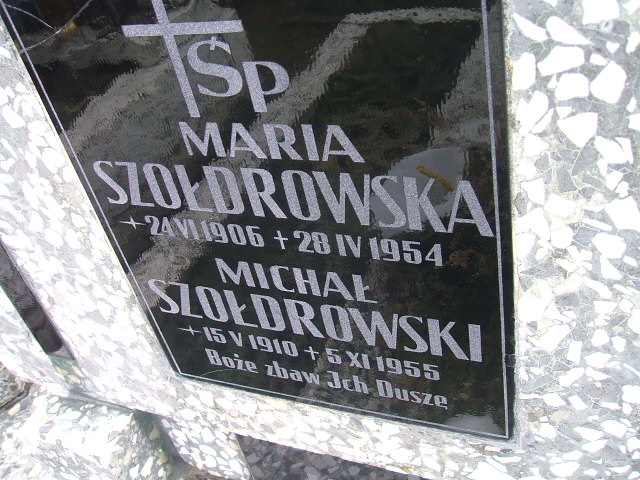 ŚP
MARIA
SZOŁDROWSKA
24 VI 1906 + 28 IV 1954
MICHAŁ
SZOŁDROWSKI
15 V 1910 + 5 XI 1955
Boże zbaw Jch Duszę